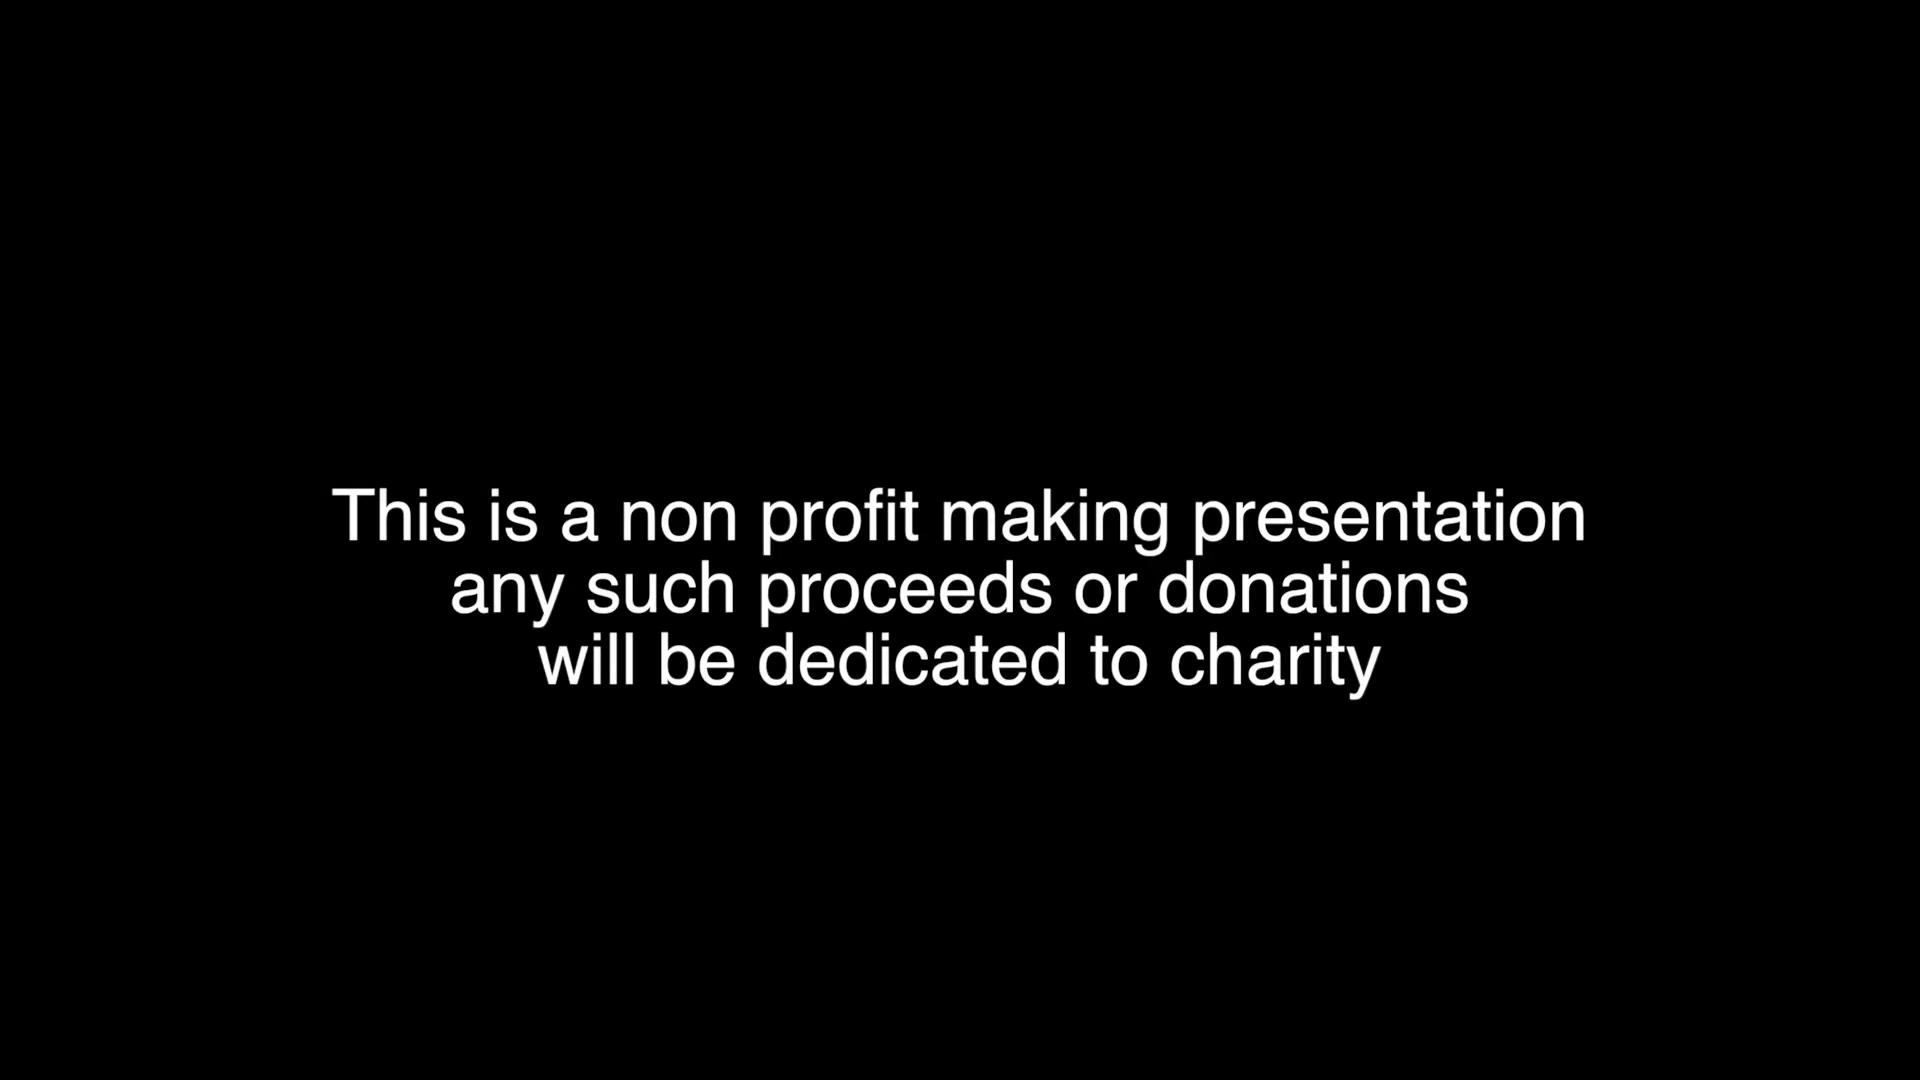 This is a non profit making presentation
any such proceeds or donations
will be dedicated to charity